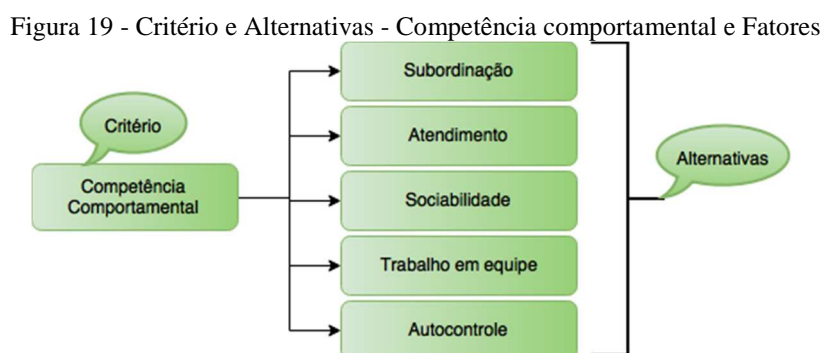 Figura 19 - Critério e Alternativas - Competência comportamental e Fatores
Subordinação
Critério
Atendimento
Alternativas
Competência
Comportamental
Sociabilidade
Trabalho em equipe
Autocontrole